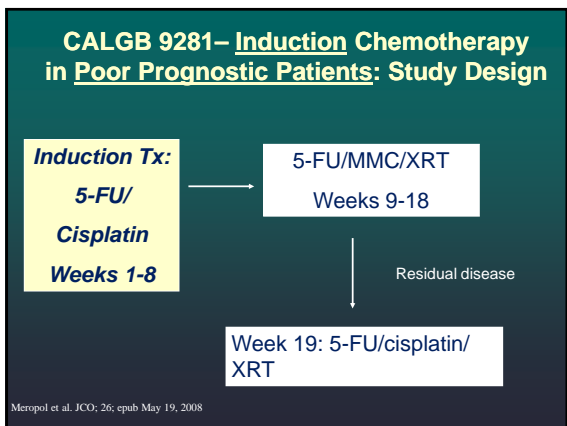 CALGB 9281– Induction Chemotherapy
in Poor Prognostic Patients: Study Design
Induction Tx:
5-FU/
Cisplatin
Weeks 1-8
5-FU/MMC/XRT
Weeks 9-18
Residual disease
Week 19: 5-FU/cisplatin/
XRT
Meropol et al. JCO; 26; epub May 19, 2008